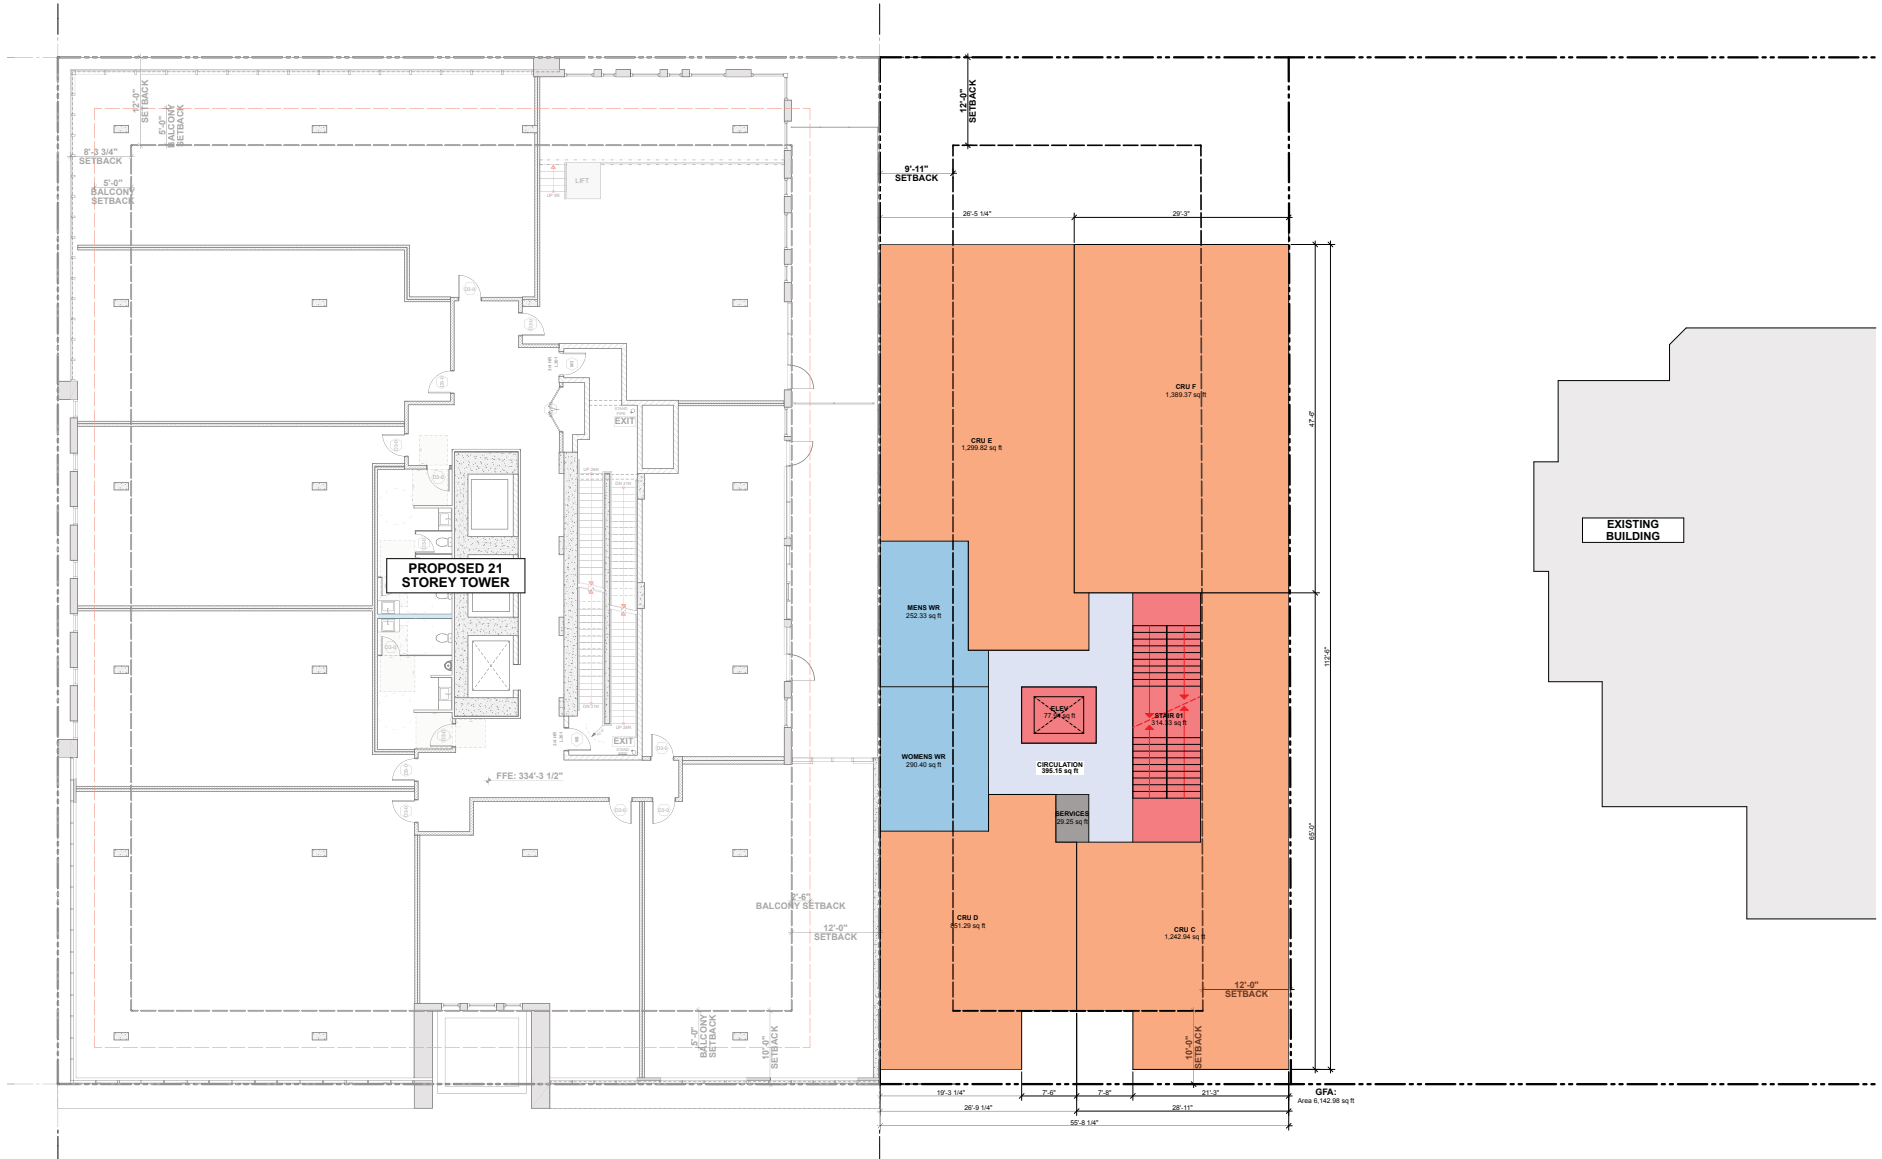 12'-0"
SETBACK
5'-0"
BALCONY
SETBACK
8'-3 3/4"
SETBACK
5'-0"
BALCONY
SETBACK
LIFT
12'-0"
SETBACK
9'-11"
SETBACK
26'-5 1/4"
29'-3"
EXIT
PROPOSED 21
STOREY TOWER
EXIT
FFE: 334'-3 1/2"
BALCONY SETBACK
12'-0"
SETBACK
5'-0"
BALCONY
SETBACK
10'-0"
SETBACK
CRU F
1,389.37 sq ft
CRU E
1,299.82 sq ft
47'-6"
MENS WR
252.33 sq ft
112'-6"
ELEV
STAIR 01
314.33 sq ft
WOMENS WR
290.40 sq ft
CIRCULATION
395.15 sq ft
SERVICES
29.25 sq ft
65'-0"
CRU D
851.29 sq ft
CRU C
1,242.94 sq ft
12'-0"
SETBACK
10'-0"
SETBACK
EXISTING
BUILDING
19'-3 1/4"
7'-6"
7'-8"
21'-3"
26'-9 1/4"
28'-11"
55'-8 1/4"
GFA:
Area 6,142.98 sq ft